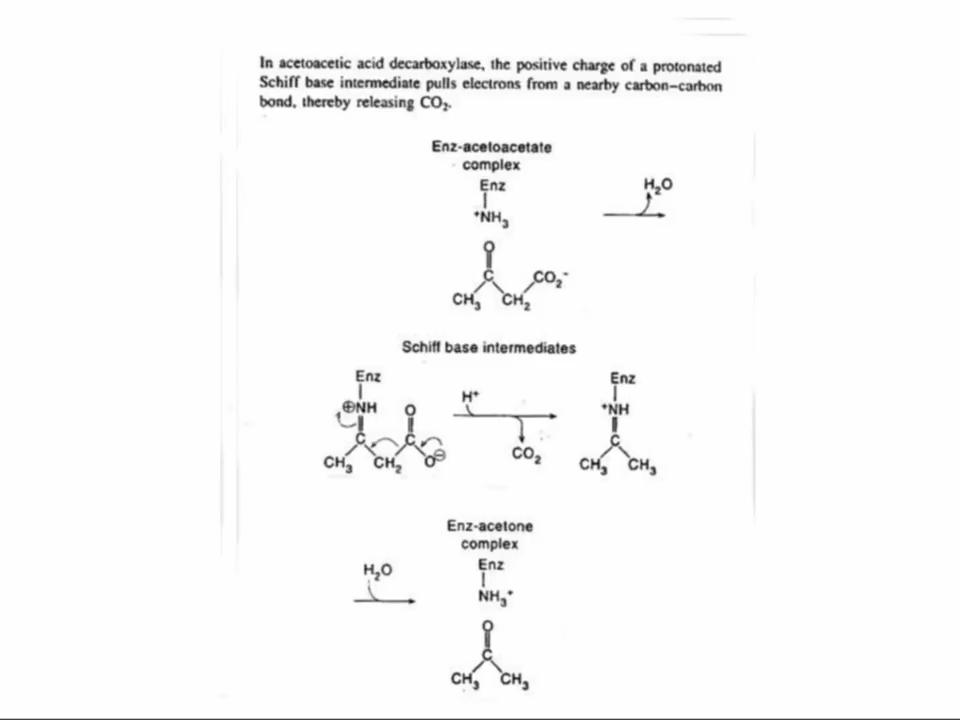 In acetoacetic acid decarboxylase, the positive charge of a protonated
Schiff base intermediate pulls electrons from a nearby carbon–carbon
bond, thereby releasing CO₂.
Enz-acetoacetate
complex
Enz
⁺NH₃
H₂O
O
C
CO₂⁻
CH₃ CH₂
Schiff base intermediates
Enz
⊕NH
O
C C
CH₃ CH₂ O⊖
H⁺
CO₂
Enz
⁺NH
C
CH₃ CH₃
Enz-acetone
complex
H₂O
Enz
NH₃⁺
O
C
CH₃ CH₃